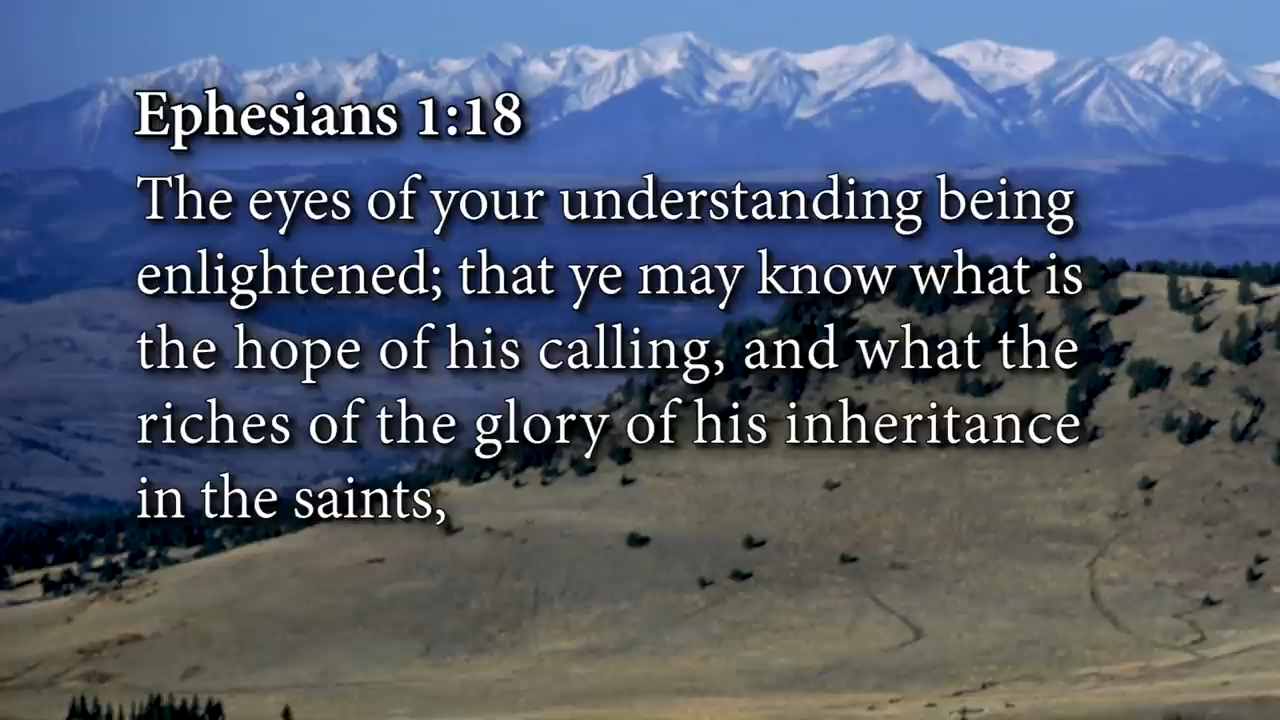 Ephesians 1:18
The eyes of your understanding being
enlightened; that ye may know what is
the hope of his calling, and what the
riches of the glory of his inheritance
in the saints,